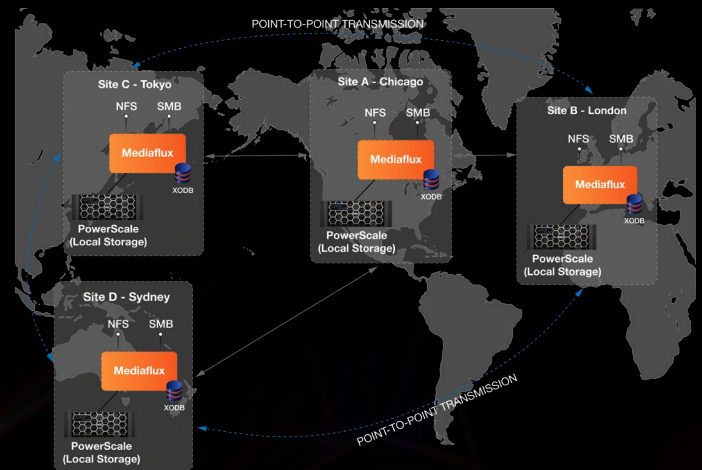 POINT-TO-POINT TRANSMISSION
Site C - Tokyo
NFS SMB
Mediaflux
XODB
PowerScale
(Local Storage)
Site A - Chicago
NFS SMB
Mediaflux
XODB
PowerScale
(Local Storage)
Site B - London
NFS SMB
Mediaflux
XODB
PowerScale
(Local Storage)
Site D - Sydney
NFS SMB
Mediaflux
XODB
PowerScale
(Local Storage)
POINT-TO-POINT TRANSMISSION